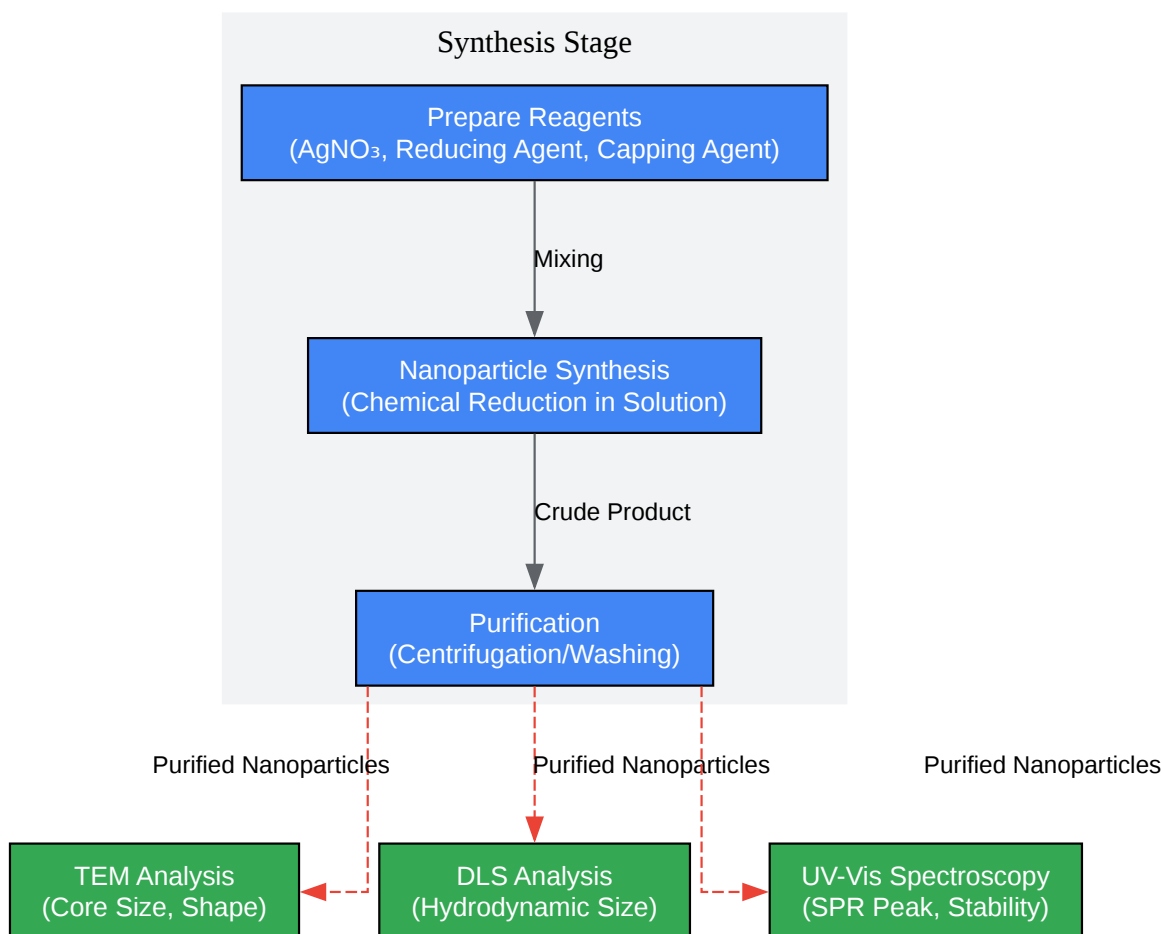 Synthesis Stage
Prepare Reagents
(AgNO₃, Reducing Agent, Capping Agent)
Mixing
Nanoparticle Synthesis
(Chemical Reduction in Solution)
Crude Product
Purification
(Centrifugation/Washing)
Purified Nanoparticles
Purified Nanoparticles
Purified Nanoparticles
TEM Analysis
(Core Size, Shape)
DLS Analysis
(Hydrodynamic Size)
UV-Vis Spectroscopy
(SPR Peak, Stability)